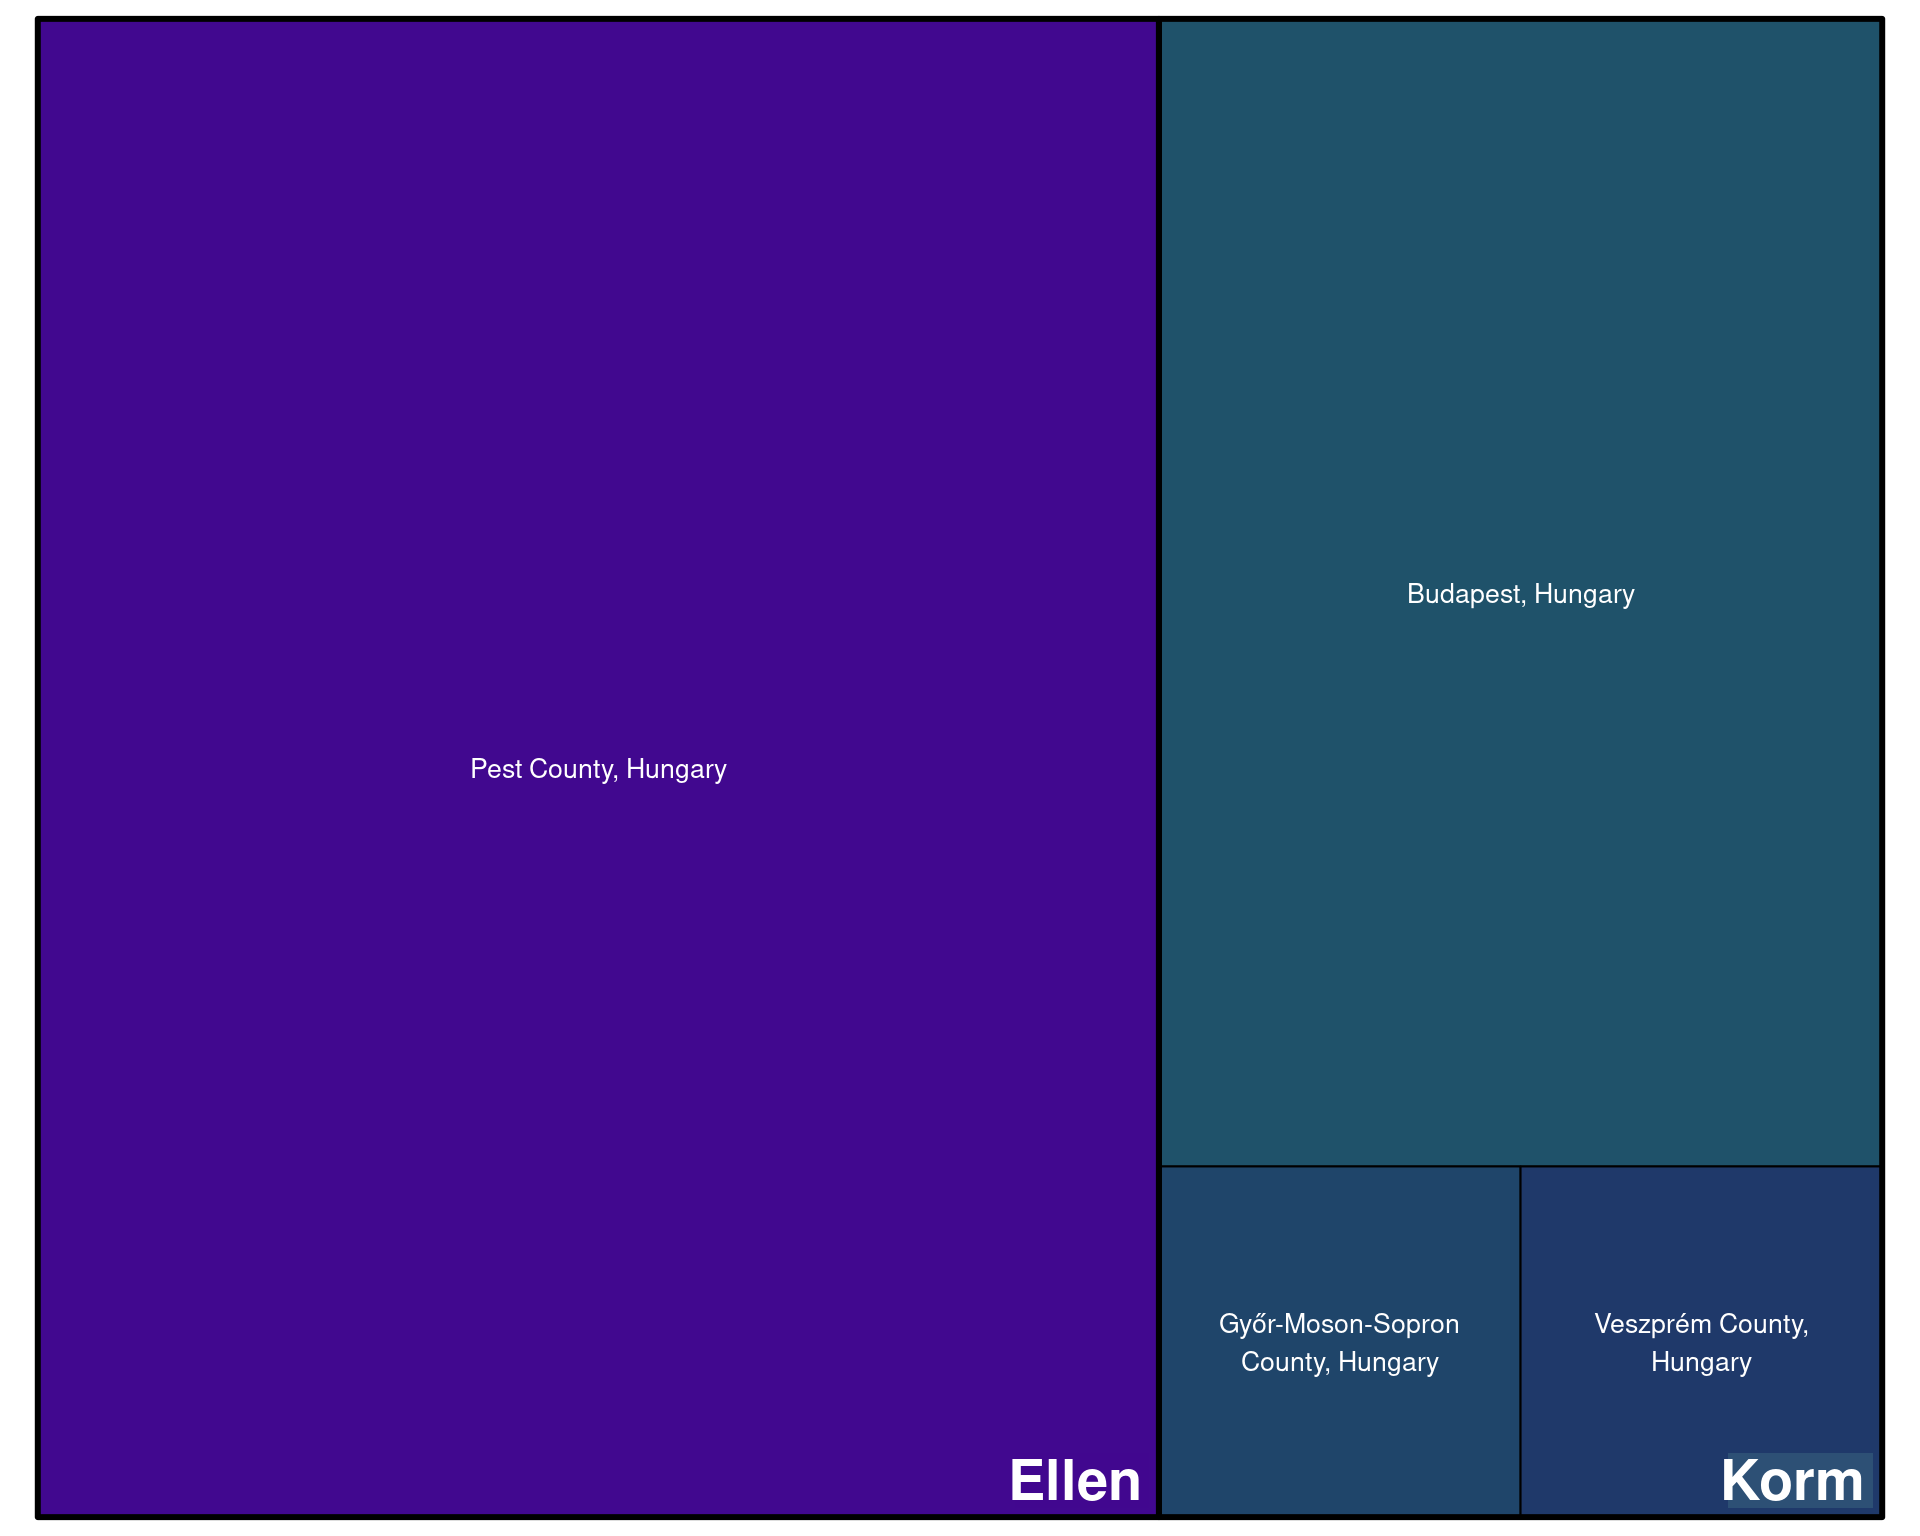 Pest County, Hungary
Ellen
Budapest, Hungary
Győr-Moson-Sopron
County, Hungary
Veszprém County,
Hungary
Korm